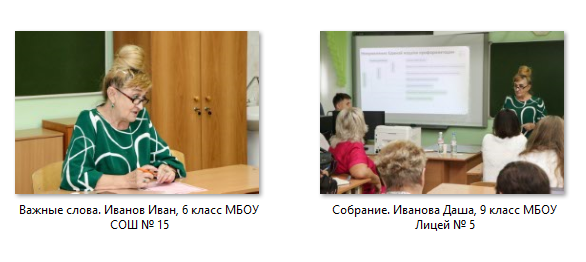 Важные слова. Иванов Иван, 6 класс МБОУ
СОШ № 15
Собрание. Иванова Даша, 9 класс МБОУ
Лицей № 5